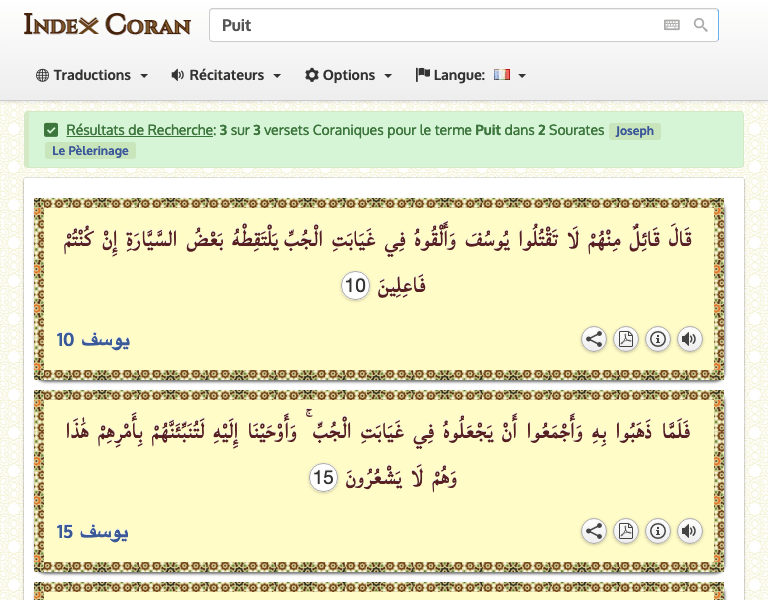 Index Coran
Puit
Traductions
Récitateurs
Options
Langue:
Résultats de Recherche: 3 sur 3 versets Coraniques pour le terme Puit dans 2 Sourates Joseph
Le Pèlerinage
قَالَ قَائِلٌ مِنْهُمْ لَا تَقْتُلُوا يُوسُفَ وَأَلْقُوهُ فِي غَيَابَتِ الْجُبِّ يَلْتَقِطْهُ بَعْضُ السَّيَّارَةِ إِنْ كُنْتُمْ
فَاعِلِينَ 10
يوسف 10
فَلَمَّا ذَهَبُوا بِهِ وَأَجْمَعُوا أَنْ يَجْعَلُوهُ فِي غَيَابَتِ الْجُبِّ ۚ وَأَوْحَيْنَا إِلَيْهِ لَتُنَبِّئَنَّهُمْ بِأَمْرِهِمْ هَٰذَا
وَهُمْ لَا يَشْعُرُونَ 15
يوسف 15